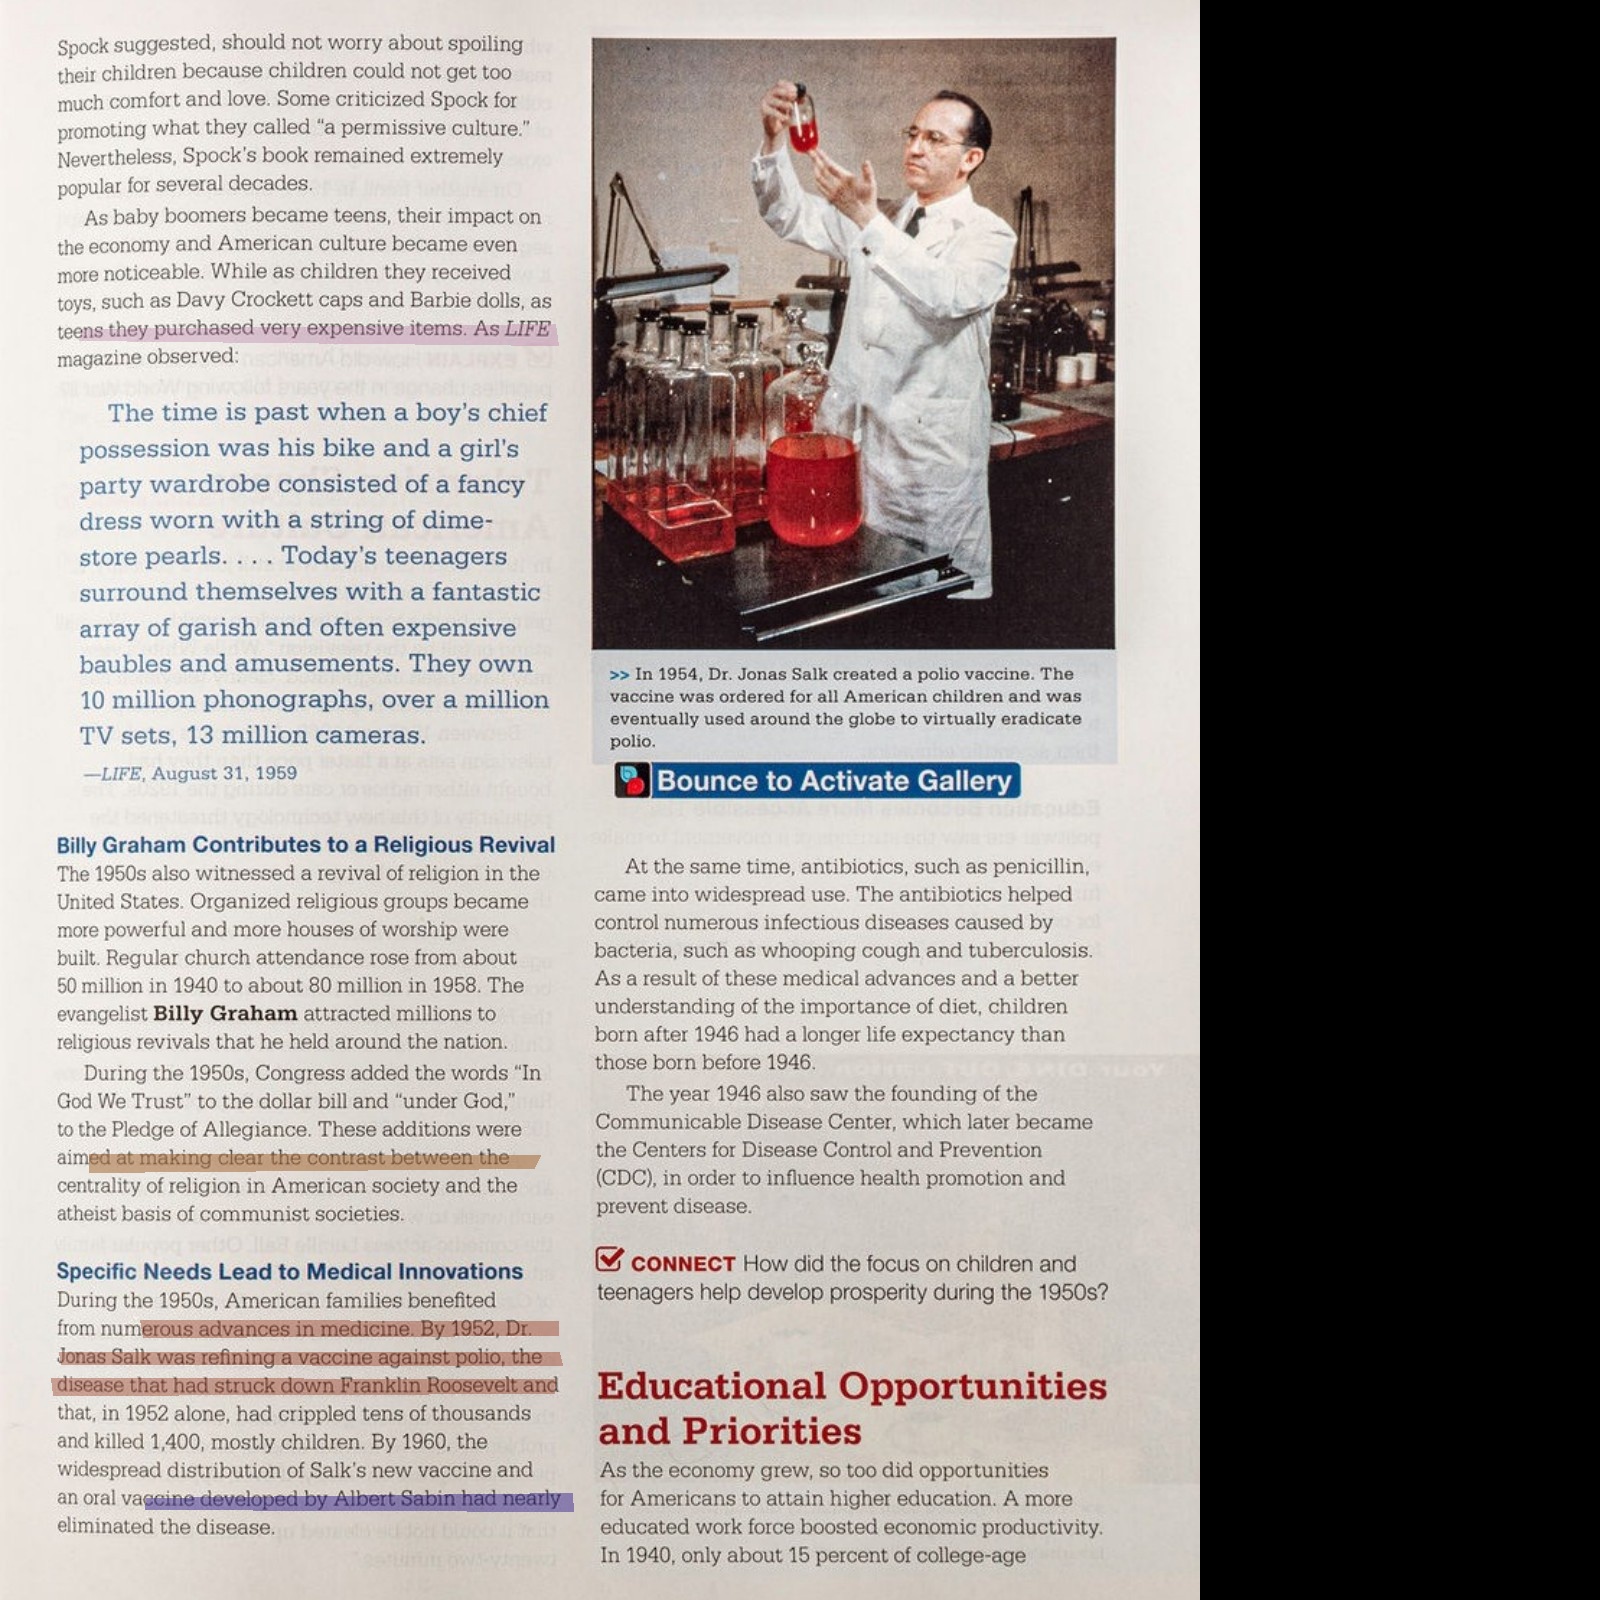 Spock suggested, should not worry about spoiling
their children because children could not get too
much comfort and love. Some criticized Spock for
promoting what they called “a permissive culture.”
Nevertheless, Spock’s book remained extremely
popular for several decades.
As baby boomers became teens, their impact on
the economy and American culture became even
more noticeable. While as children they received
toys, such as Davy Crockett caps and Barbie dolls, as
teens they purchased very expensive items. As LIFE
magazine observed:
The time is past when a boy’s chief
possession was his bike and a girl’s
party wardrobe consisted of a fancy
dress worn with a string of dime-
store pearls. . . . Today’s teenagers
surround themselves with a fantastic
array of garish and often expensive
baubles and amusements. They own
10 million phonographs, over a million
TV sets, 13 million cameras.
—LIFE, August 31, 1959
Billy Graham Contributes to a Religious Revival
The 1950s also witnessed a revival of religion in the
United States. Organized religious groups became
more powerful and more houses of worship were
built. Regular church attendance rose from about
50 million in 1940 to about 80 million in 1958. The
evangelist Billy Graham attracted millions to
religious revivals that he held around the nation.
During the 1950s, Congress added the words “In
God We Trust” to the dollar bill and “under God,”
to the Pledge of Allegiance. These additions were
aimed at making clear the contrast between the
centrality of religion in American society and the
atheist basis of communist societies.
Specific Needs Lead to Medical Innovations
During the 1950s, American families benefited
from numerous advances in medicine. By 1952, Dr.
Jonas Salk was refining a vaccine against polio, the
disease that had struck down Franklin Roosevelt and
that, in 1952 alone, had crippled tens of thousands
and killed 1,400, mostly children. By 1960, the
widespread distribution of Salk’s new vaccine and
an oral vaccine developed by Albert Sabin had nearly
eliminated the disease.
>> In 1954, Dr. Jonas Salk created a polio vaccine. The
vaccine was ordered for all American children and was
eventually used around the globe to virtually eradicate
polio.
Bounce to Activate Gallery
At the same time, antibiotics, such as penicillin,
came into widespread use. The antibiotics helped
control numerous infectious diseases caused by
bacteria, such as whooping cough and tuberculosis.
As a result of these medical advances and a better
understanding of the importance of diet, children
born after 1946 had a longer life expectancy than
those born before 1946.
The year 1946 also saw the founding of the
Communicable Disease Center, which later became
the Centers for Disease Control and Prevention
(CDC), in order to influence health promotion and
prevent disease.
CONNECT How did the focus on children and
teenagers help develop prosperity during the 1950s?
Educational Opportunities
and Priorities
As the economy grew, so too did opportunities
for Americans to attain higher education. A more
educated work force boosted economic productivity.
In 1940, only about 15 percent of college-age